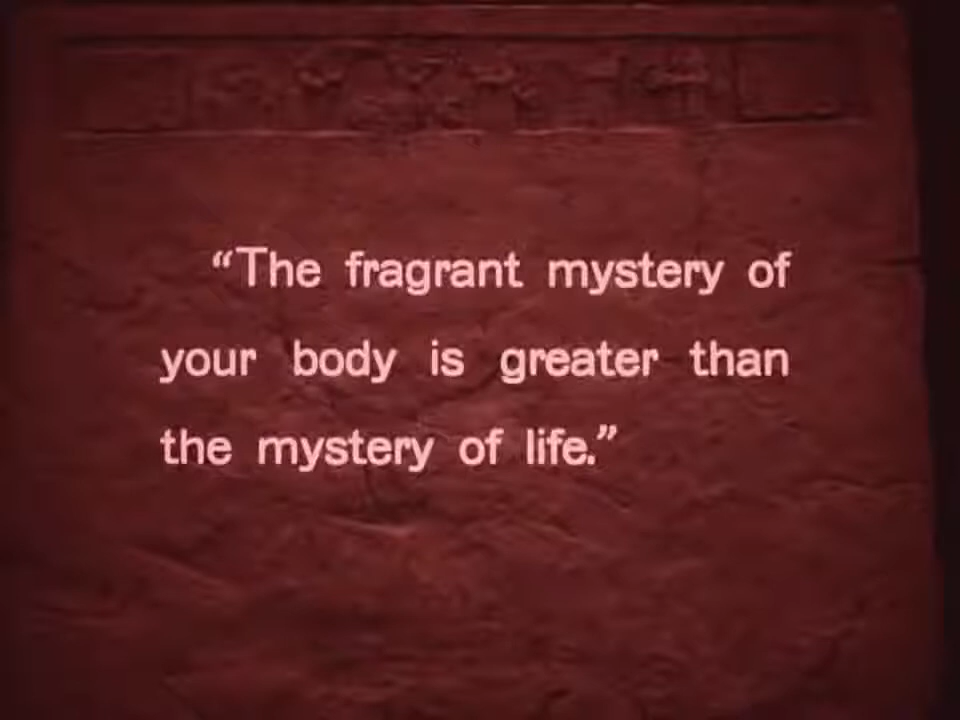 “The fragrant mystery of
your body is greater than
the mystery of life.”